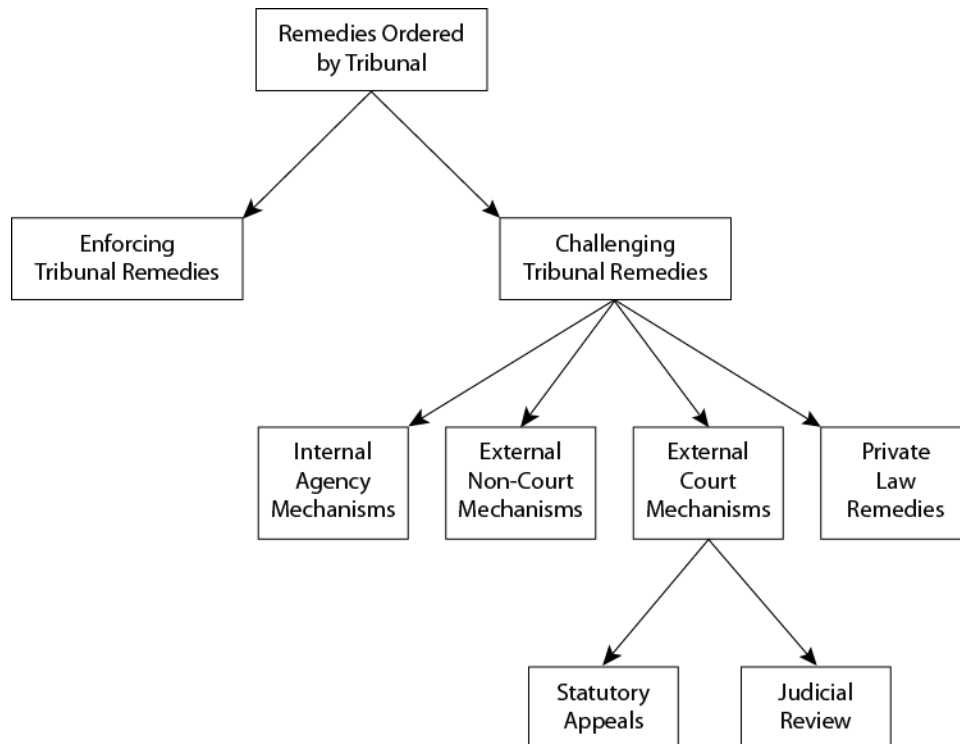 Remedies Ordered
by Tribunal
Enforcing
Tribunal Remedies
Challenging
Tribunal Remedies
Internal
Agency
Mechanisms
External
Non-Court
Mechanisms
External
Court
Mechanisms
Private
Law
Remedies
Statutory
Appeals
Judicial
Review